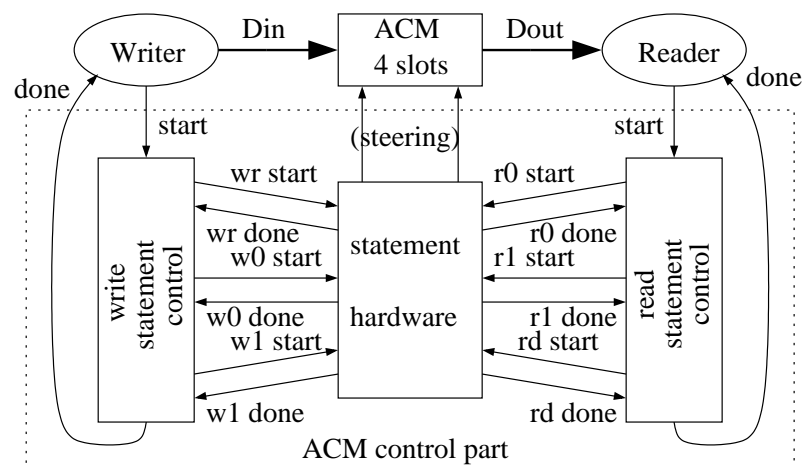 Writer
Din
ACM
4 slots
Dout
Reader
done
done
start
(steering)
start
wr start
r0 start
wr done
r0 done
w0 start
r1 start
write
statement
control
statement
hardware
read
statement
control
w0 done
r1 done
w1 start
rd start
w1 done
rd done
ACM control part